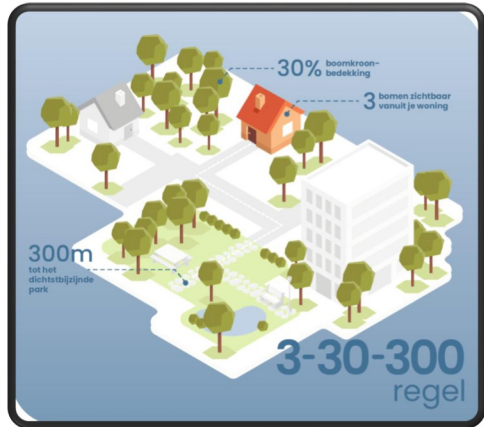 30% boomkroon-
bedekking
3 bomen zichtbaar
vanuit je woning
300m
tot het
dichtstbijzijnde
park
3-30-300
regel